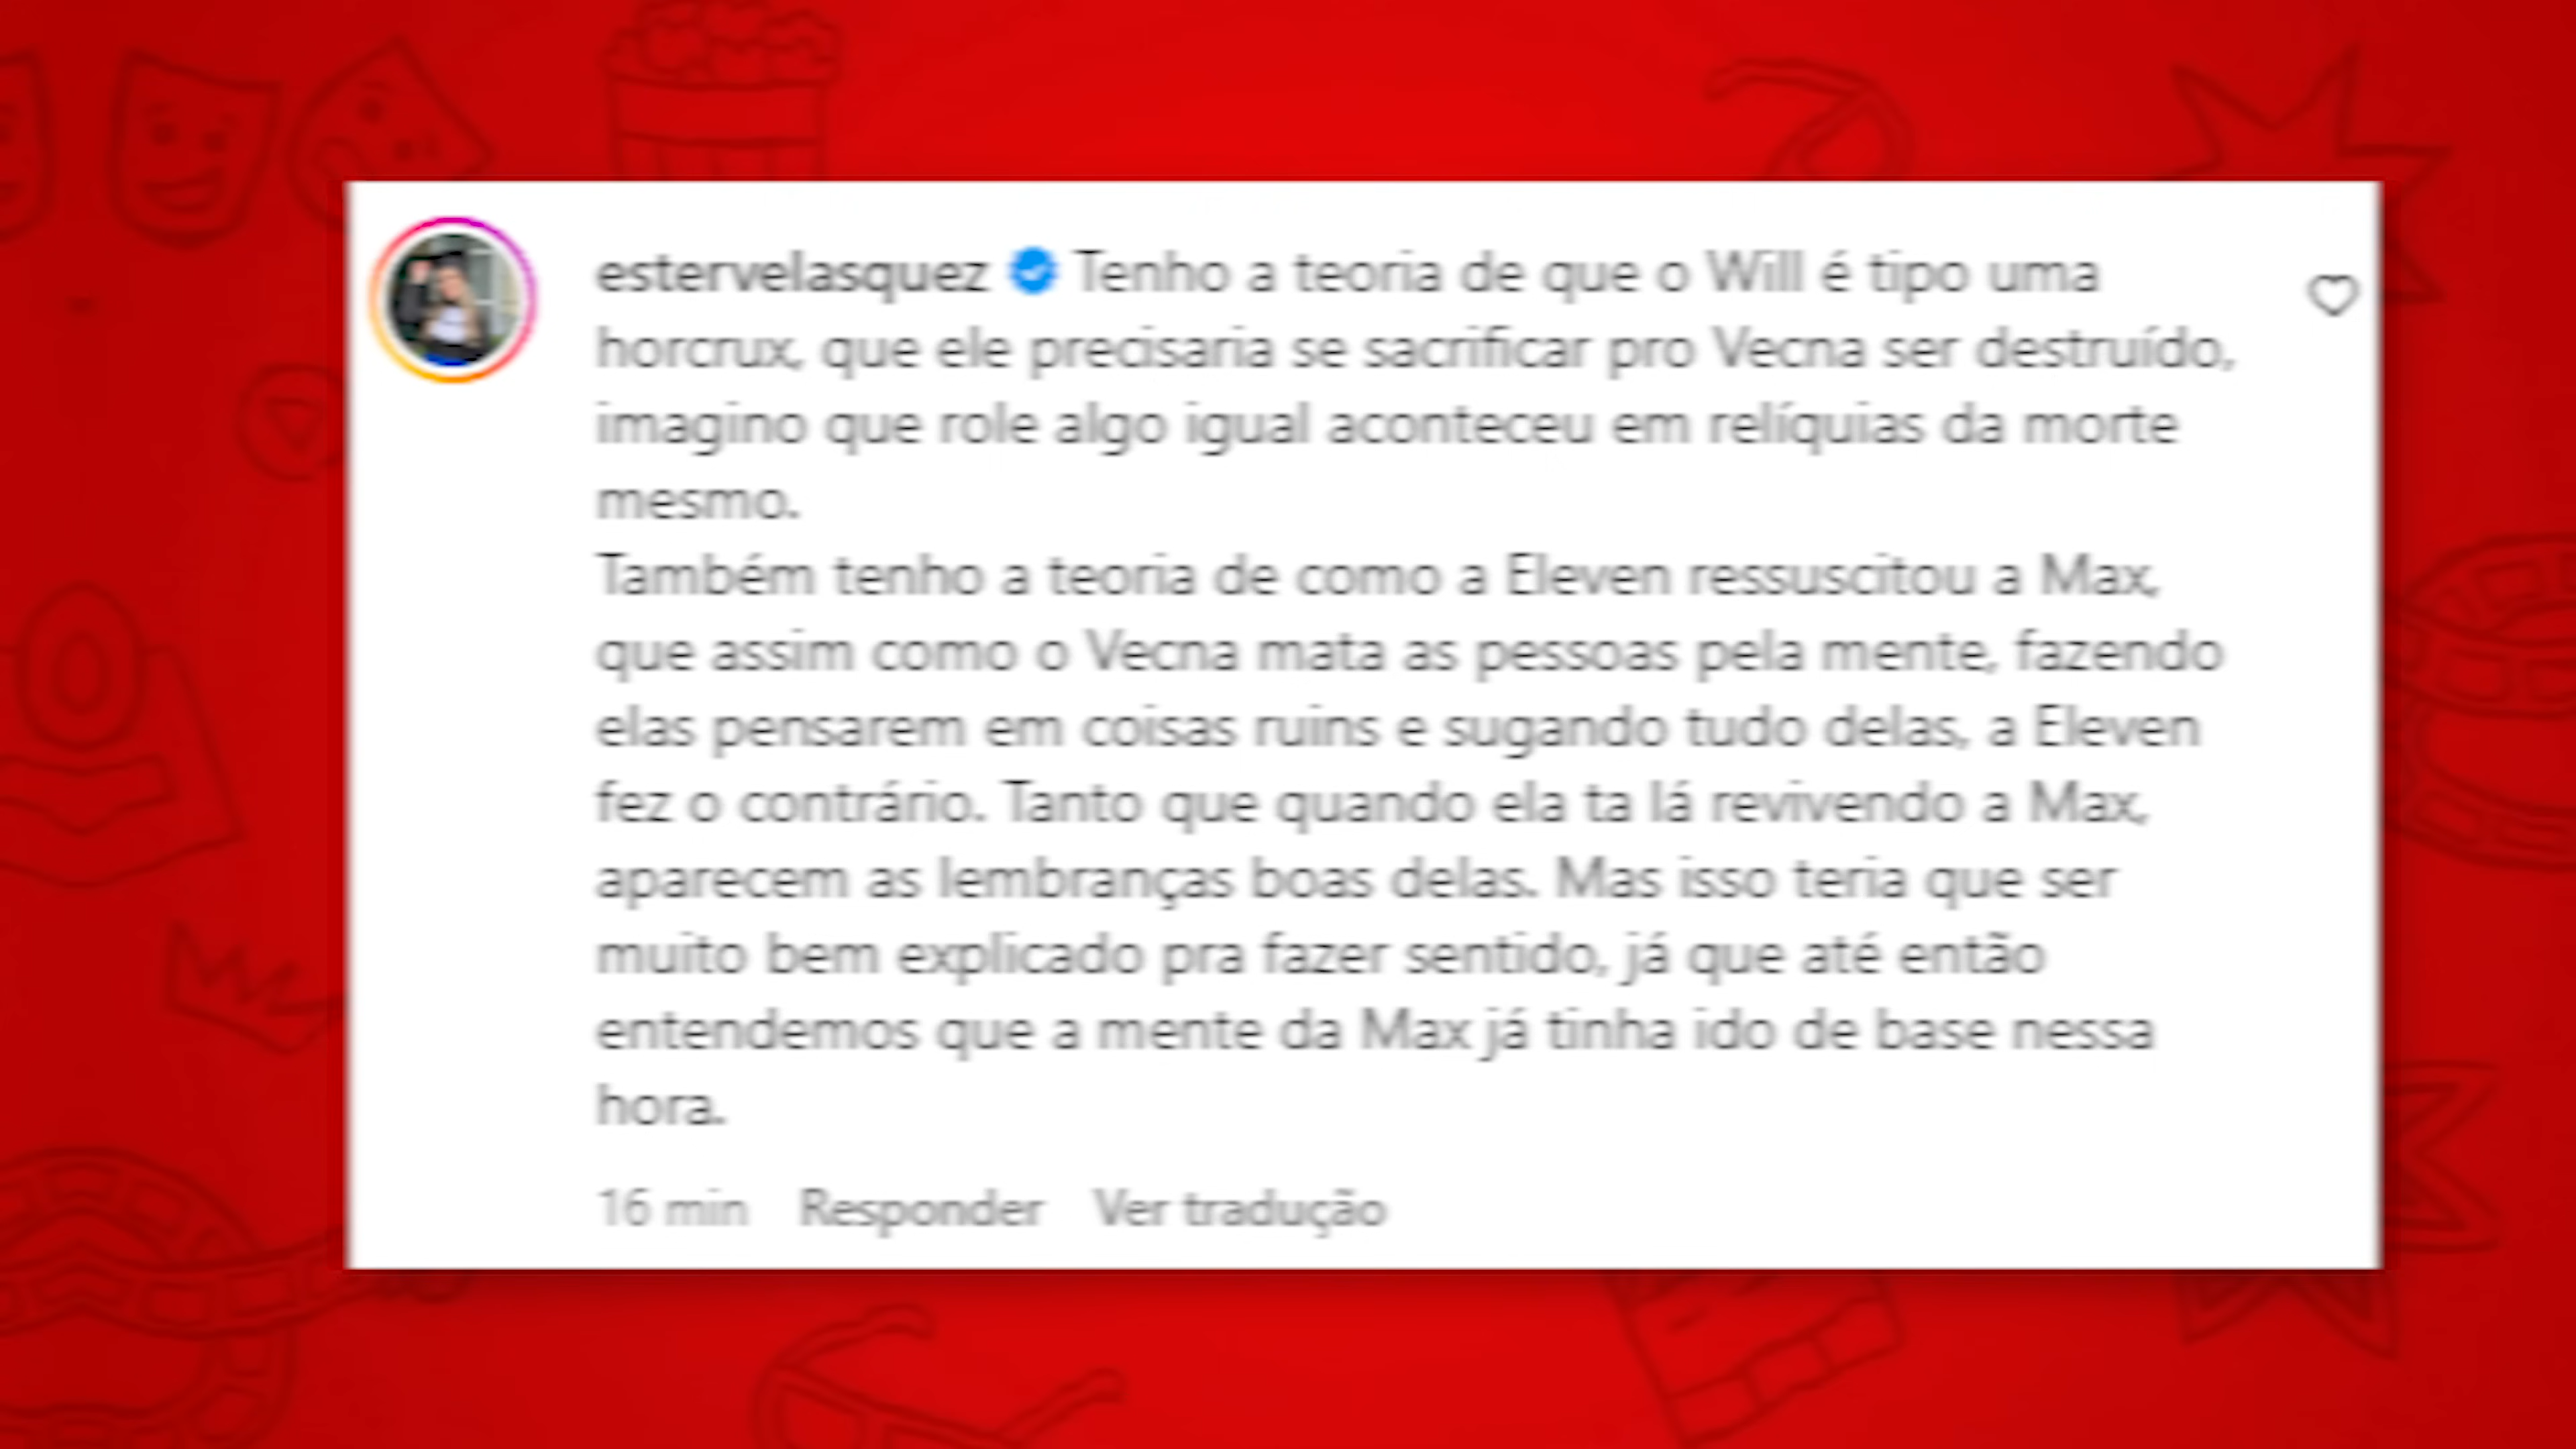 estervelasquez Tenho a teoria de que o Will é tipo uma
horcrux, que ele precisaria se sacrificar pro Vecna ser destruído,
imagino que role algo igual aconteceu em relíquias da morte
mesmo.
Também tenho a teoria de como a Eleven ressuscitou a Max,
que assim como o Vecna mata as pessoas pela mente, fazendo
elas pensarem em coisas ruins e sugando tudo delas, a Eleven
fez o contrário. Tanto que quando ela ta lá revivendo a Max,
aparecem as lembranças boas delas. Mas isso teria que ser
muito bem explicado pra fazer sentido, já que até então
entendemos que a mente da Max já tinha ido de base nessa
hora.
16 min Responder Ver tradução